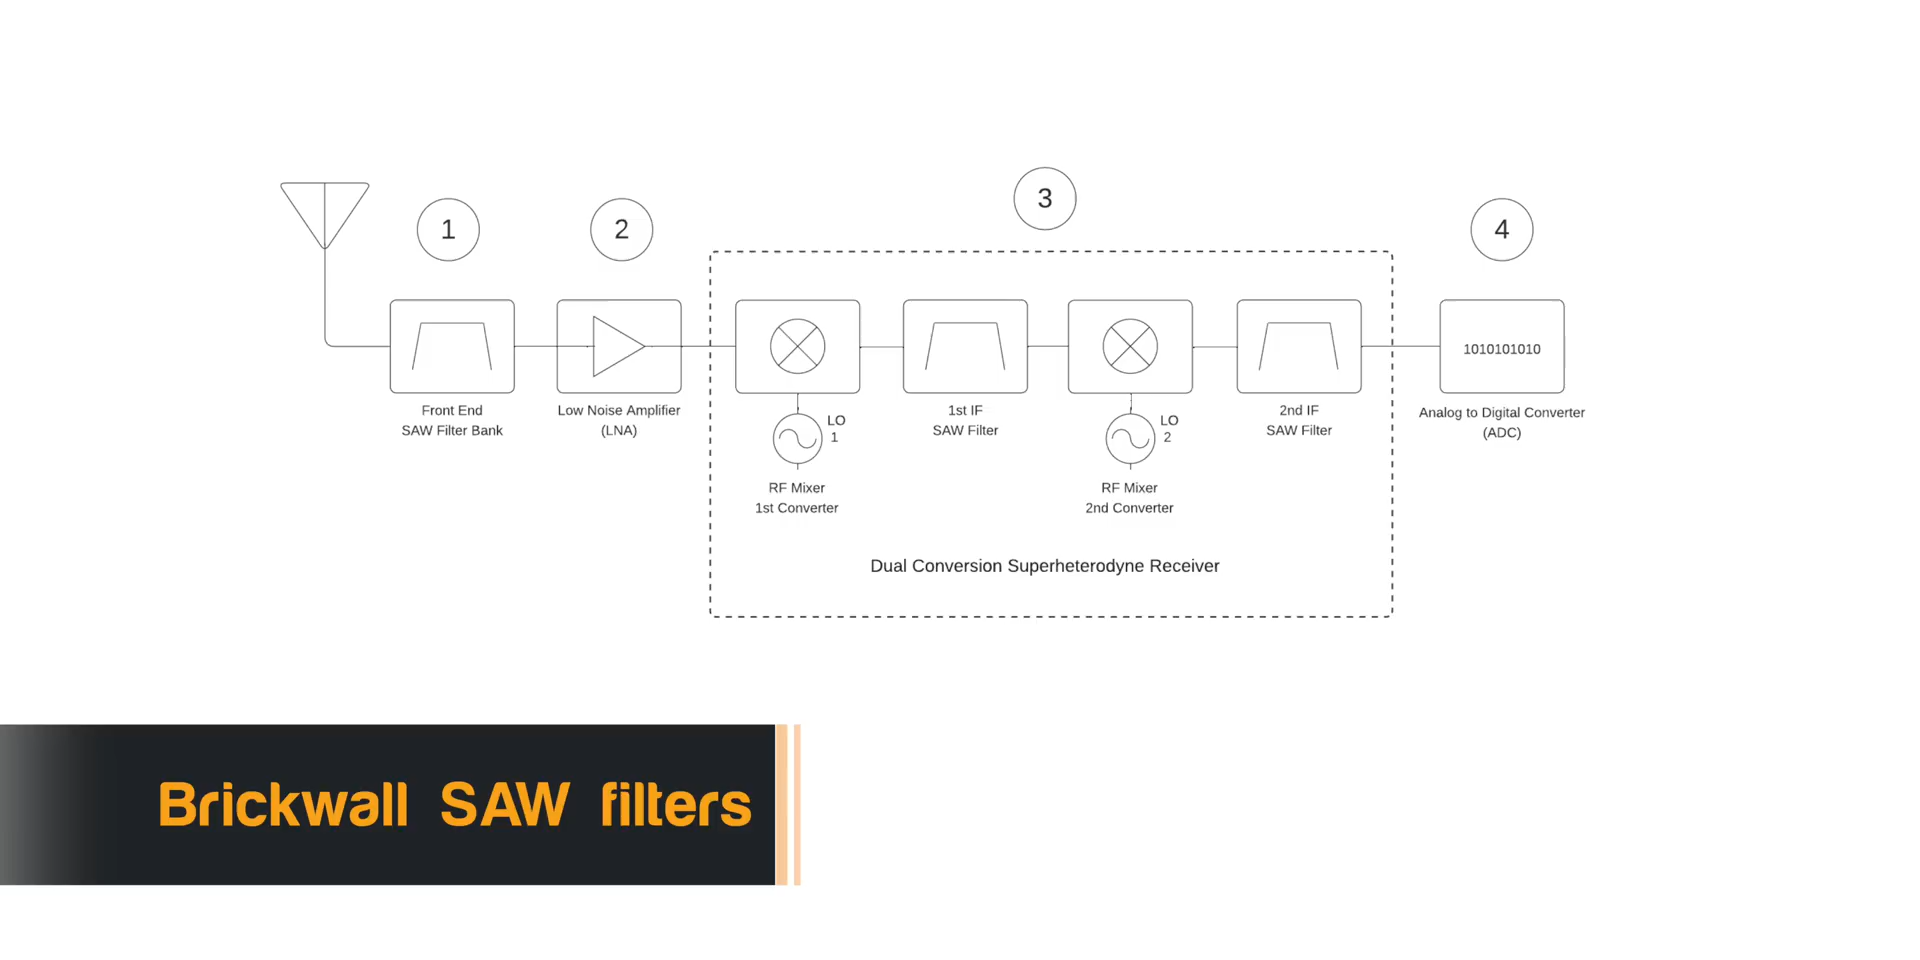 1
2
3
4
1010101010
Front End
SAW Filter Bank
Low Noise Amplifier
(LNA)
LO
1
RF Mixer
1st Converter
1st IF
SAW Filter
LO
2
RF Mixer
2nd Converter
2nd IF
SAW Filter
Analog to Digital Converter
(ADC)
Dual Conversion Superheterodyne Receiver
Brickwall SAW filters